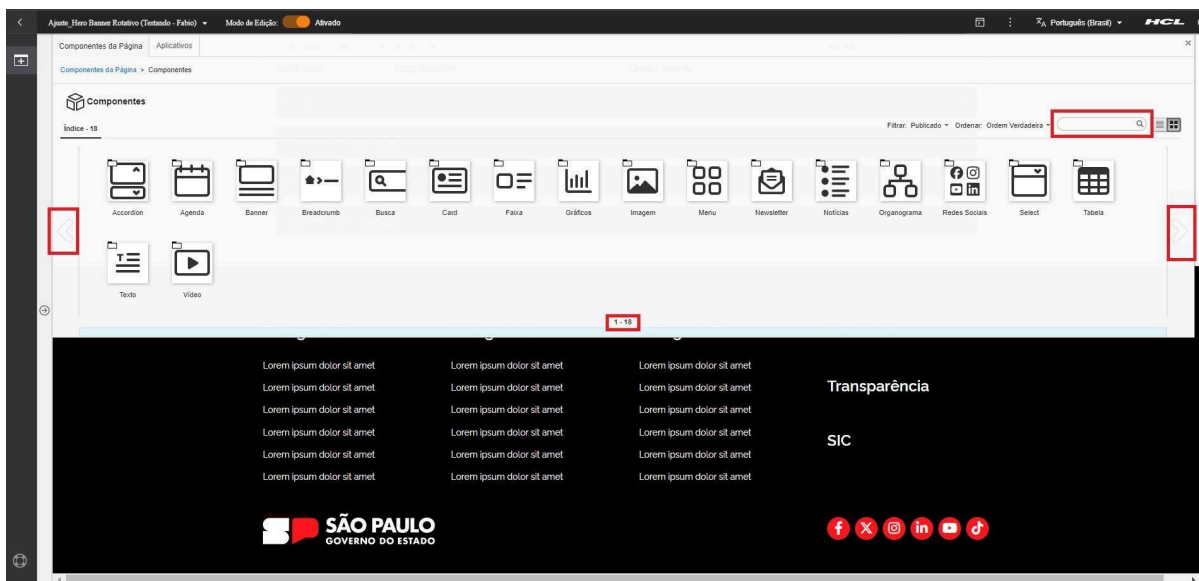 Ajuste_Hero Banner Rotativo (Testando - Fabio) Modo de Edição: Ativado Português (Brasil) HCL
Componentes da Página Aplicativos
Componentes da Página > Componentes
Componentes
Índice - 18
Filtrar: Publicado Ordenar: Ordem Verdadeira
Accordion Agenda Banner Breadcrumb Busca Card Faixa Gráficos Imagem Menu Newsletter Notícias Organograma Redes Sociais Select Tabela
Texto Vídeo
1 - 18
Lorem ipsum dolor sit amet Lorem ipsum dolor sit amet Lorem ipsum dolor sit amet
Lorem ipsum dolor sit amet Lorem ipsum dolor sit amet Lorem ipsum dolor sit amet
Transparência
Lorem ipsum dolor sit amet Lorem ipsum dolor sit amet Lorem ipsum dolor sit amet
Lorem ipsum dolor sit amet Lorem ipsum dolor sit amet Lorem ipsum dolor sit amet
SIC
Lorem ipsum dolor sit amet Lorem ipsum dolor sit amet Lorem ipsum dolor sit amet
Lorem ipsum dolor sit amet Lorem ipsum dolor sit amet Lorem ipsum dolor sit amet
SP SÃO PAULO
GOVERNO DO ESTADO